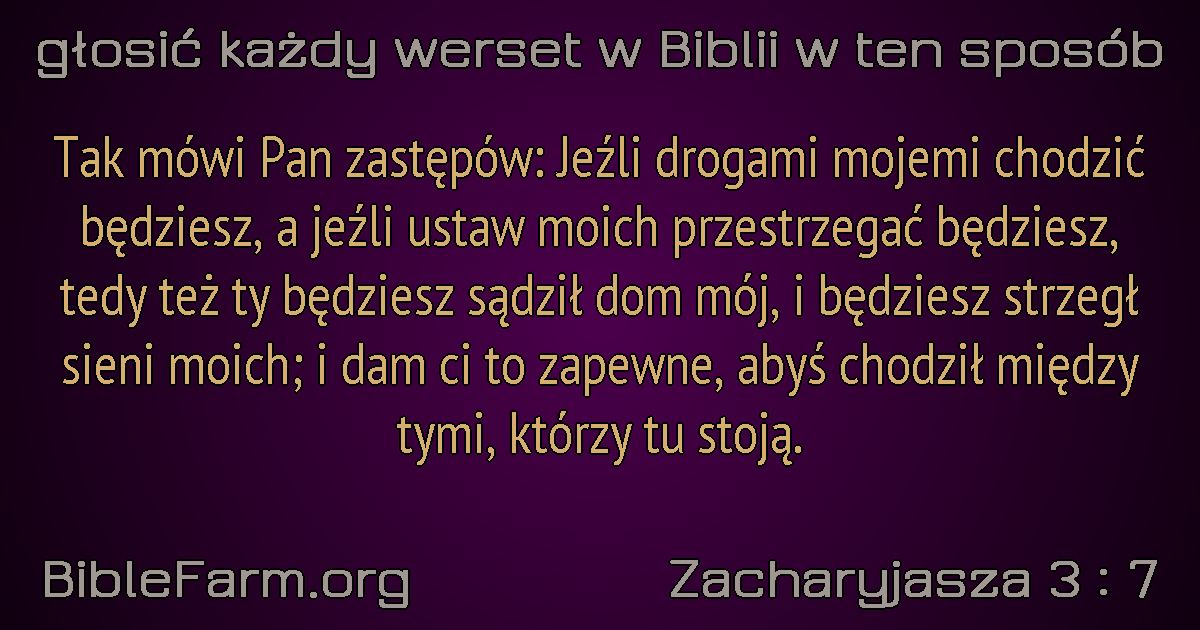 głosić każdy werset w Biblii w ten sposób
Tak mówi Pan zastępów: Jeźli drogami mojemi chodzić
będziesz, a jeźli ustaw moich przestrzegać będziesz,
tedy też ty będziesz sądził dom mój, i będziesz strzegł
sieni moich; i dam ci to zapewne, abyś chodził między
tymi, którzy tu stoją.
BibleFarm.org
Zacharyjasza 3 : 7